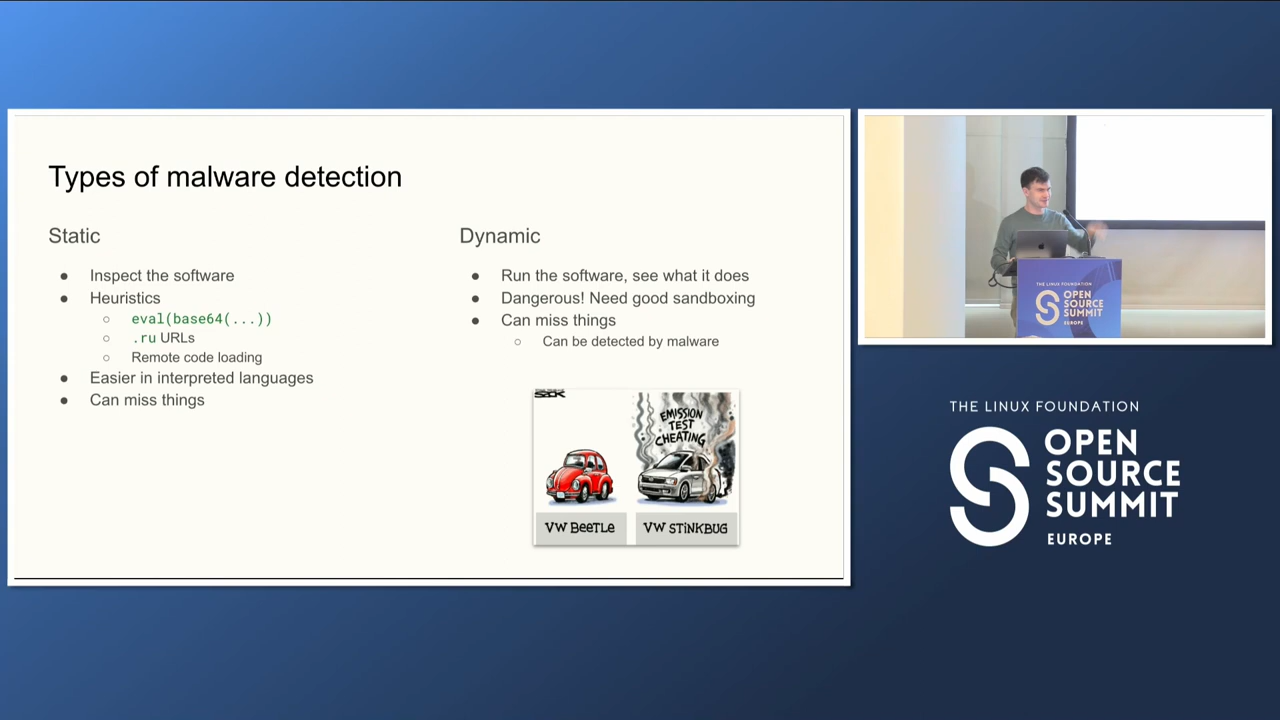 Types of malware detection
Static
● Inspect the software
● Heuristics
○ eval(base64(...))
○ .ru URLs
○ Remote code loading
● Easier in interpreted languages
● Can miss things
Dynamic
● Run the software, see what it does
● Dangerous! Need good sandboxing
● Can miss things
○ Can be detected by malware
EMISSION
TEST
CHEATING
VW BEETLE
VW STINKBUG
THE LINUX FOUNDATION
OPEN
SOURCE
SUMMIT
EUROPE
THE LINUX FOUNDATION
OPEN
SOURCE
SUMMIT
EUROPE